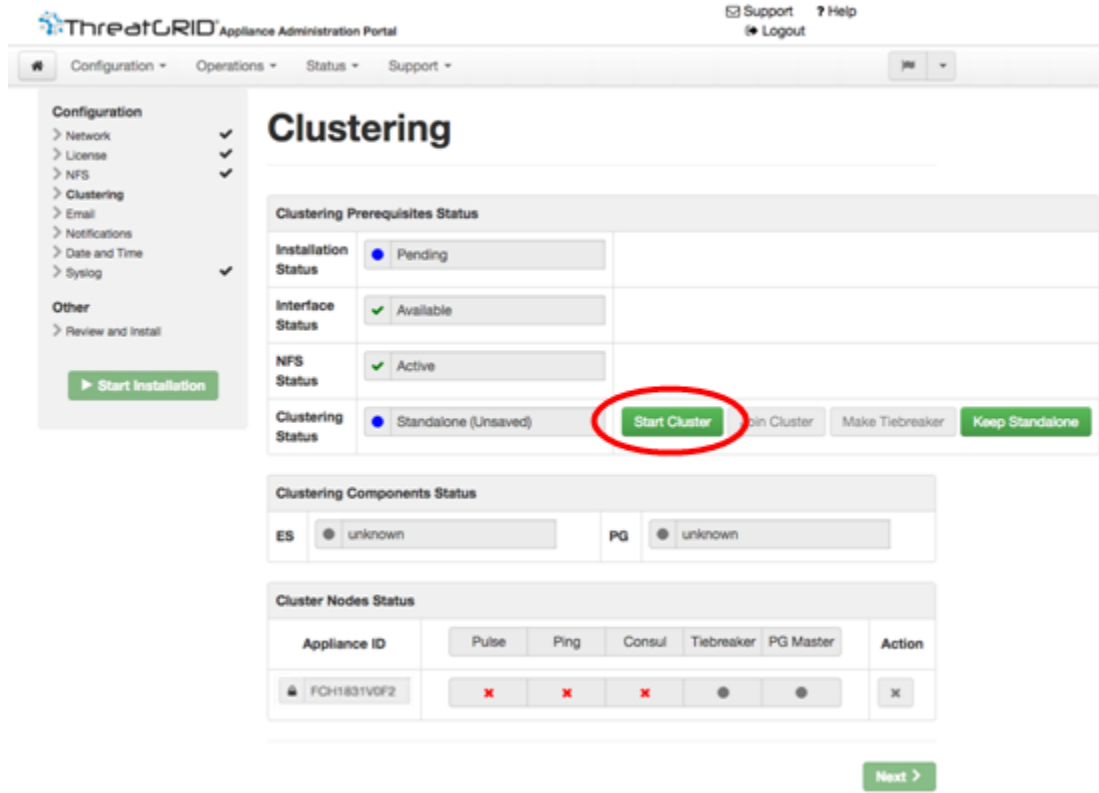 Support ? Help
ThreatGRID Appliance Administration Portal
Logout
Configuration Operations Status Support
Configuration
Network
License
NFS
Clustering
Email
Notifications
Date and Time
Syslog
Other
Review and Install
Start Installation
Clustering
Clustering Prerequisites Status
Installation
Status
Pending
Interface
Status
Available
NFS
Status
Active
Clustering
Status
Standalone (Unsaved)
Start Cluster
Cluster
Make Tiebreaker
Keep Standalone
Clustering Components Status
ES unknown PG unknown
Cluster Nodes Status
Appliance ID Pulse Ping Consul Tiebreaker PG Master Action
FCH1831V0F2
Next